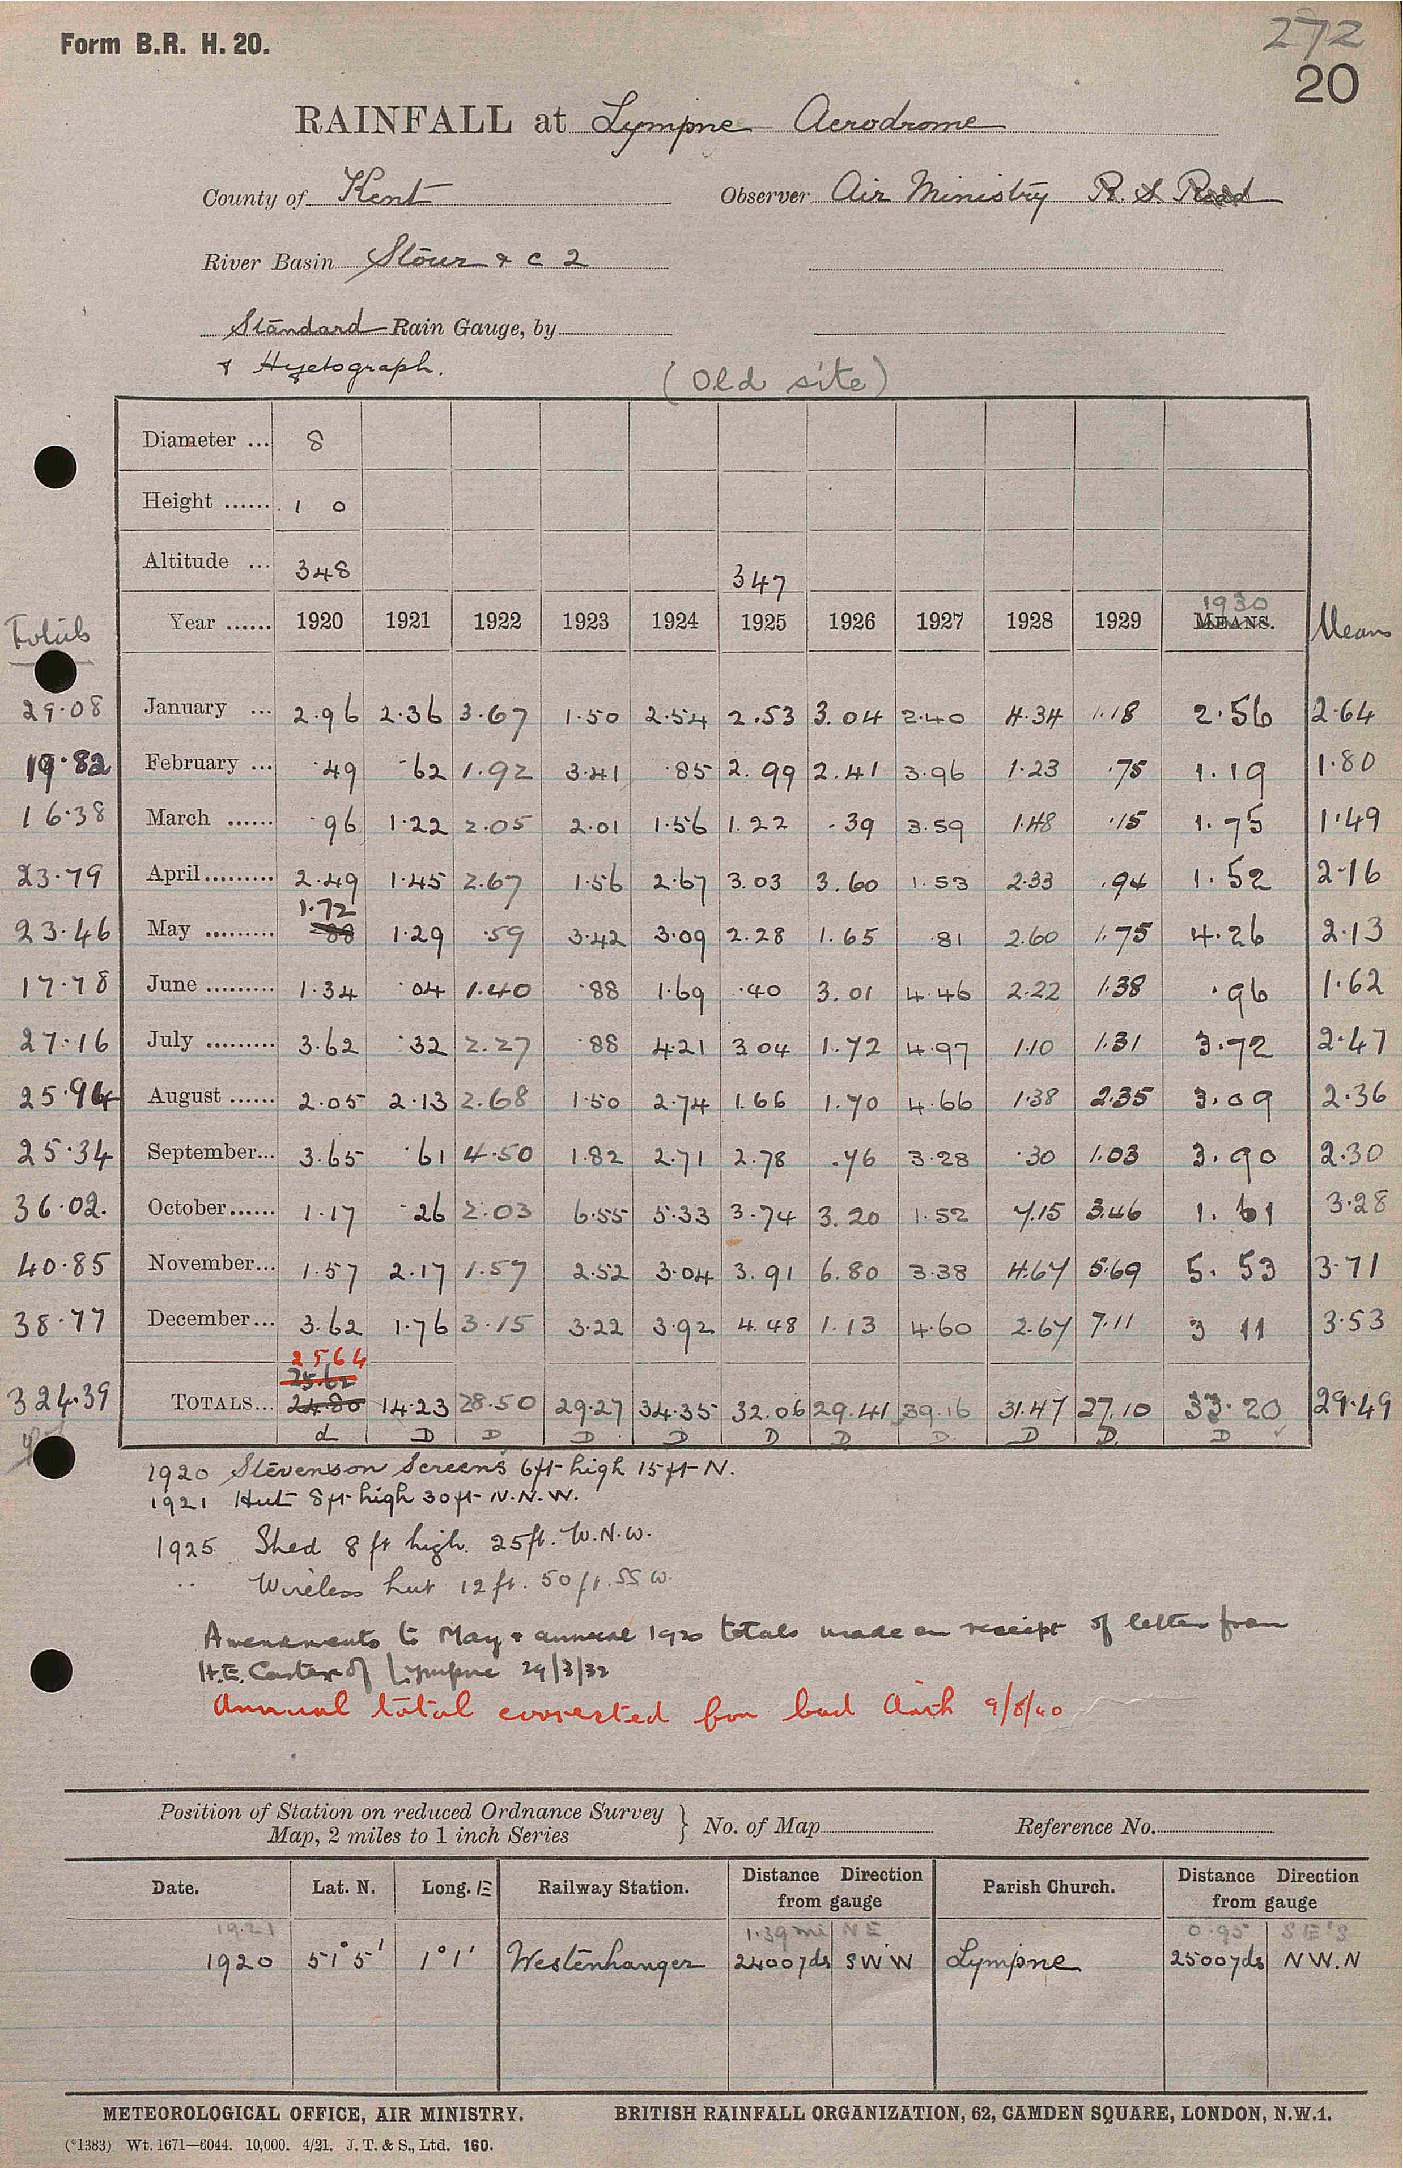 272
Form B.R. H. 20.
20
RAINFALL at Lympne Aerodrome
County of Kent Observer Air Ministry R. S.
River Basin Stour & C 2
Standard Rain Gauge, by
& Hyetograph.
(Old site)
Diameter ... 8
Height ...... 1 0
Altitude ... 348 347
Totals Year ...... 1920 1921 1922 1923 1924 1925 1926 1927 1928 1929 1930 MEANS. Means
29.08 January ... 2.96 2.36 3.67 1.50 2.54 2.53 3.04 2.40 4.34 1.18 2.56 2.64
19.82 February ... .49 .62 1.92 3.41 .85 2.99 2.41 3.96 1.23 .75 1.19 1.80
16.38 March ...... .96 1.22 2.05 2.01 1.56 1.22 .39 3.59 1.48 .15 1.75 1.49
23.79 April ......... 2.49 1.45 2.67 1.56 2.67 3.03 3.60 1.53 2.33 .94 1.52 2.16
1.72
23.46 May ......... .88 1.29 .59 3.42 3.09 2.28 1.65 .81 2.60 1.75 4.26 2.13
17.78 June ......... 1.34 .04 1.40 .88 1.69 .40 3.01 4.46 2.22 1.38 .96 1.62
27.16 July ......... 3.62 .32 2.27 .88 4.21 3.04 1.72 4.97 1.10 1.31 3.72 2.47
25.94 August ...... 2.05 2.13 2.68 1.50 2.74 1.66 1.70 4.66 1.38 2.35 3.09 2.36
25.34 September... 3.65 .61 4.50 1.82 2.71 2.78 .76 3.28 .30 1.03 3.90 2.30
36.02. October ...... 1.17 .26 2.03 6.55 5.33 3.74 3.20 1.52 7.15 3.46 1.61 3.28
40.85 November... 1.57 2.17 1.57 2.52 3.04 3.91 6.80 3.38 4.67 5.69 5.53 3.71
38.77 December... 3.62 1.76 3.15 3.22 3.92 4.48 1.13 4.60 2.67 7.11 3 11 3.53
2564
25.62
324.39 TOTALS... 24.80 14.23 28.50 29.27 34.35 32.06 29.41 39.16 31.47 27.10 33.20 29.49
d D D D D D D D D D D
1920 Stevenson Screens 6ft high 15ft N.
1921 Hut 8ft high 30ft N.N.W.
1925 Shed 8 ft high. 25ft. W.N.W.
.. Wireless hut 12ft. 50ft. SSW.
Amendments to May & annual 1920 totals made on receipt of letter from
H.E. Carter of Lympne 29/3/32
Annual total corrected for bad Arith 9/8/40
Position of Station on reduced Ordnance Survey
Map, 2 miles to 1 inch Series } No. of Map Reference No.
Date. Lat. N. Long. E Railway Station. Distance Direction from gauge Parish Church. Distance Direction from gauge
1921 1.39mi NE 0.95 SE'S
1920 51°5' 1°1' Westenhanger 2400yds SWW Lympne 2500yds NW.N
METEOROLOGICAL OFFICE, AIR MINISTRY. BRITISH RAINFALL ORGANIZATION, 62, CAMDEN SQUARE, LONDON, N.W.1.
(*1383) Wt. 1671—6044. 10,000. 4/21. J. T. & S., Ltd. 160.